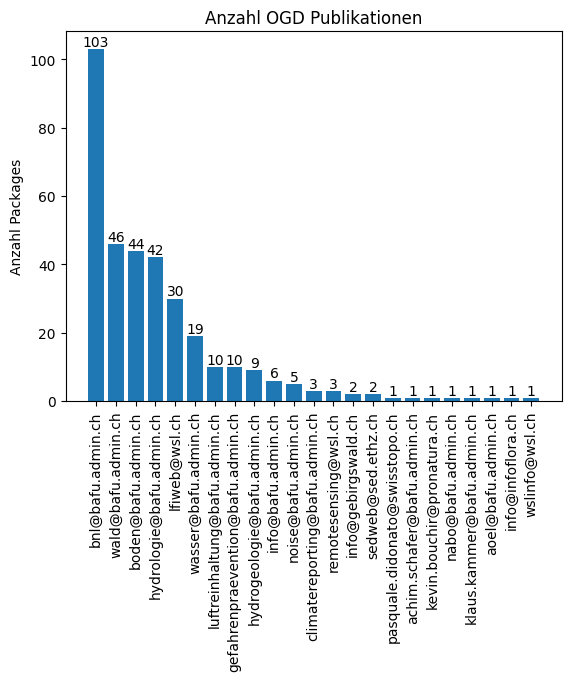 Anzahl OGD Publikationen
Anzahl Packages
100
80
60
40
20
0
103
46
44
42
30
19
10
10
9
6
5
3
3
2
2
1
1
1
1
1
1
1
1
bnl@bafu.admin.ch
wald@bafu.admin.ch
boden@bafu.admin.ch
hydrologie@bafu.admin.ch
lfiweb@wsl.ch
wasser@bafu.admin.ch
luftreinhaltung@bafu.admin.ch
gefahrenpraevention@bafu.admin.ch
hydrogeologie@bafu.admin.ch
info@bafu.admin.ch
noise@bafu.admin.ch
climatereporting@bafu.admin.ch
remotesensing@wsl.ch
info@gebirgswald.ch
sedweb@sed.ethz.ch
pasquale.didonato@swisstopo.ch
achim.schafer@bafu.admin.ch
kevin.bouchir@pronatura.ch
nabo@bafu.admin.ch
klaus.kammer@bafu.admin.ch
aoel@bafu.admin.ch
info@infoflora.ch
wslinfo@wsl.ch